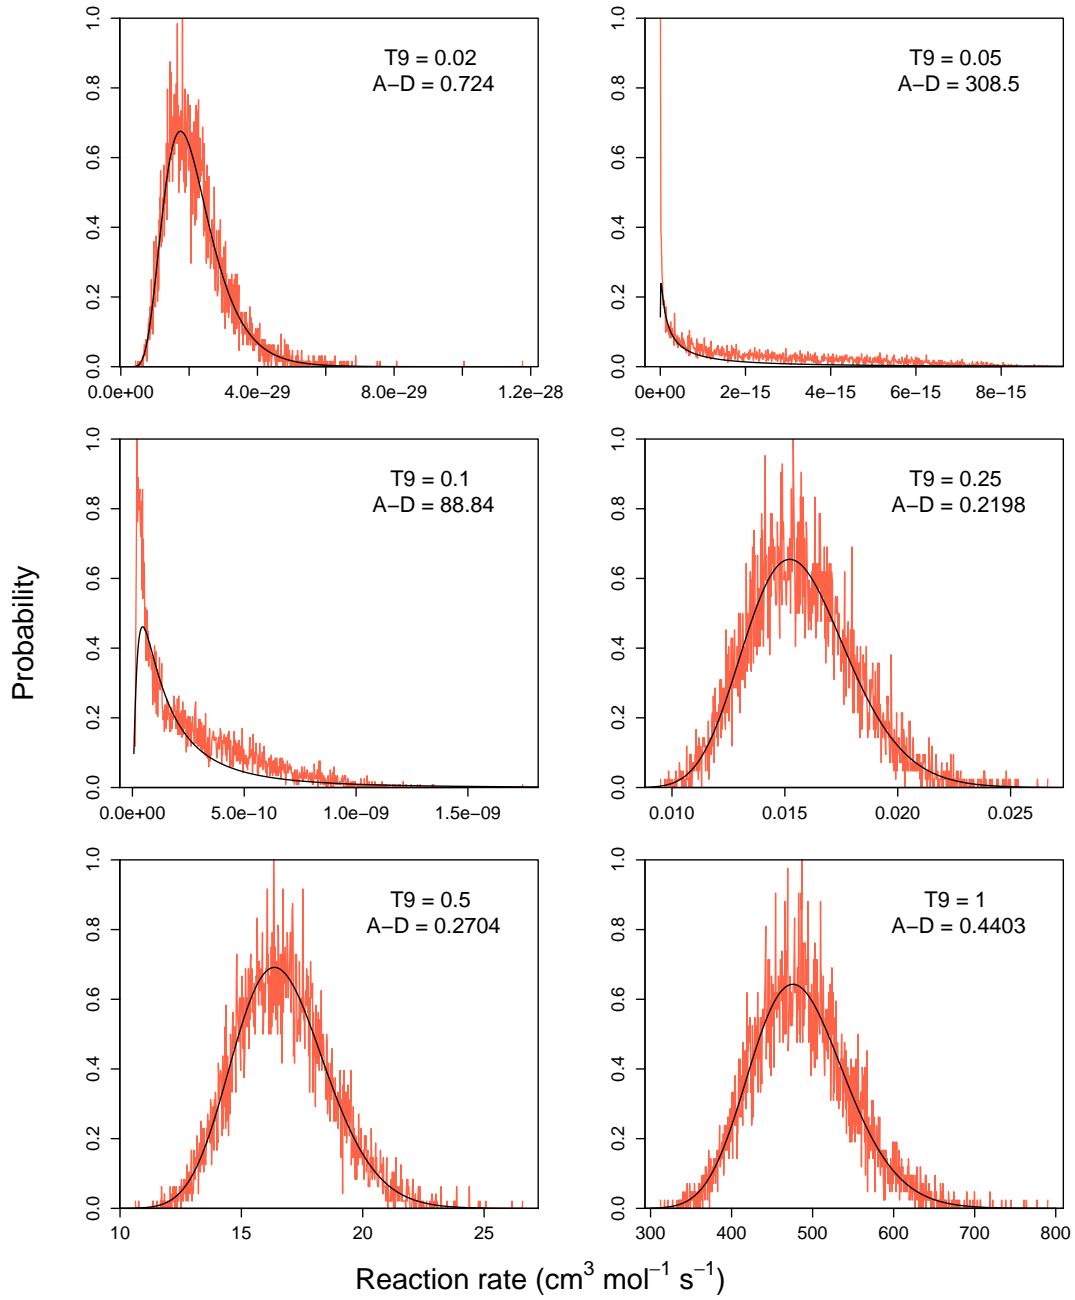 T9 = 0.02
A−D = 0.724
0.0 0.2 0.4 0.6 0.8 1.0
0.0e+00 4.0e−29 8.0e−29 1.2e−28
T9 = 0.05
A−D = 308.5
0.0 0.2 0.4 0.6 0.8 1.0
0e+00 2e−15 4e−15 6e−15 8e−15
T9 = 0.1
A−D = 88.84
0.0 0.2 0.4 0.6 0.8 1.0
0.0e+00 5.0e−10 1.0e−09 1.5e−09
T9 = 0.25
A−D = 0.2198
0.0 0.2 0.4 0.6 0.8 1.0
0.010 0.015 0.020 0.025
Probability
T9 = 0.5
A−D = 0.2704
0.0 0.2 0.4 0.6 0.8 1.0
10 15 20 25
T9 = 1
A−D = 0.4403
0.0 0.2 0.4 0.6 0.8 1.0
300 400 500 600 700 800
Reaction rate (cm³ mol⁻¹ s⁻¹)